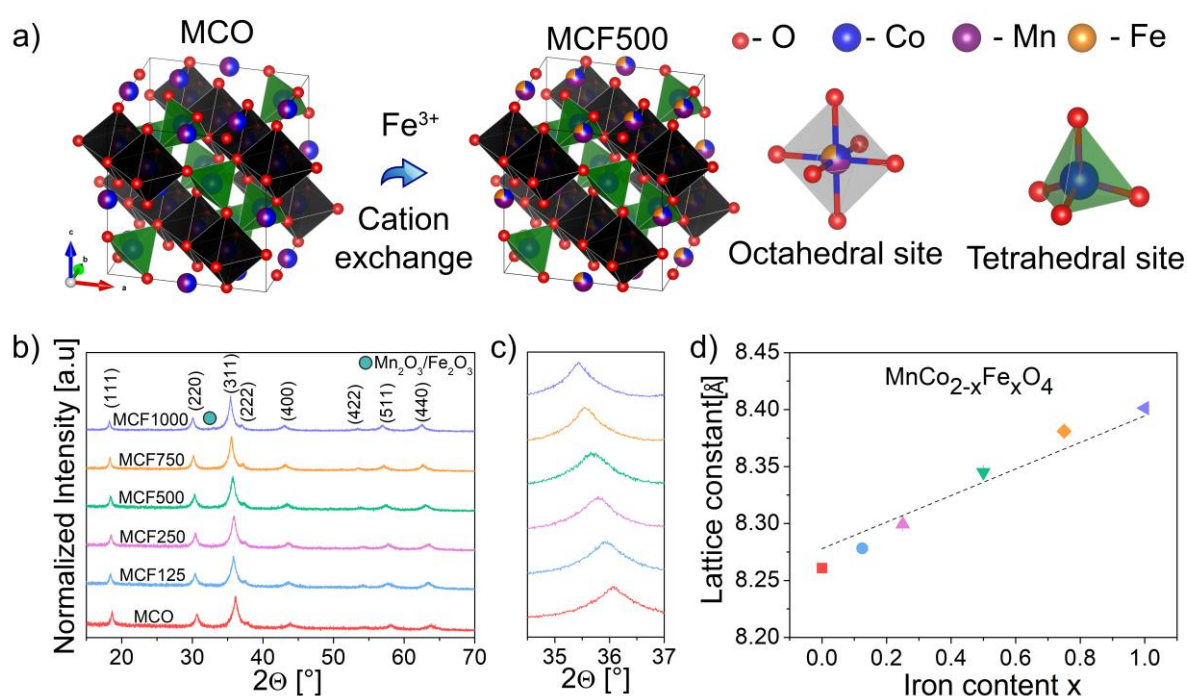 a)
MCO
MCF500
- O
- Co
- Mn
- Fe
Fe³⁺
Cation
exchange
Octahedral site
Tetrahedral site
c
b
a
b)
Normalized Intensity [a.u]
Mn₂O₃/Fe₂O₃
(111)
(220)
(311)
(222)
(400)
(422)
(511)
(440)
MCF1000
MCF750
MCF500
MCF250
MCF125
MCO
20 30 40 50 60 70
2Θ [°]
c)
34.5 36 37
2Θ [°]
d)
MnCo₂₋ₓFeₓO₄
Lattice constant[Å]
8.45
8.40
8.35
8.30
8.25
8.20
0.0 0.2 0.4 0.6 0.8 1.0
Iron content x